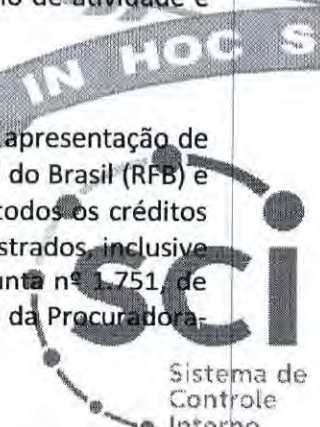 IN HOC S
apresentação de
do Brasil (RFB) e
todos os créditos
strados, inclusive
unta nº 1.751, de
da Procuradora-
sci
Sistema de
Controle
Interno